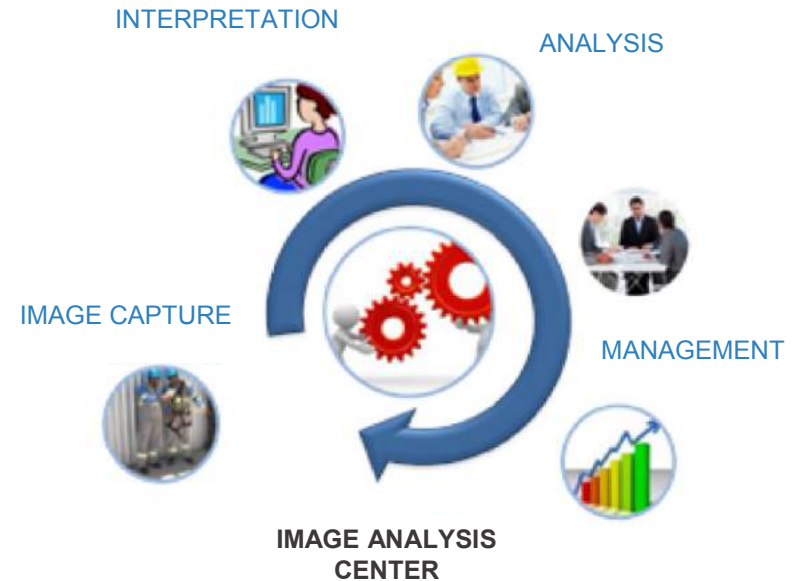 INTERPRETATION
ANALYSIS
IMAGE CAPTURE
MANAGEMENT
IMAGE ANALYSIS
CENTER